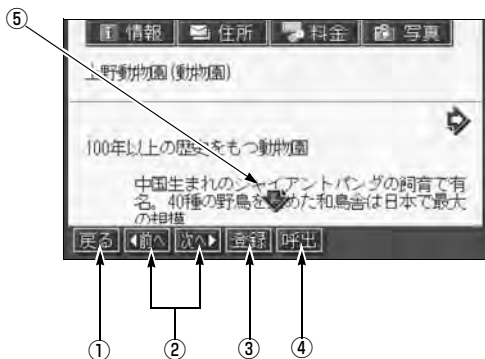 ⑤
情報 住所 料金 写真
上野動物園(動物園)
100年以上の歴史をもつ動物園
中国生まれのジャイアントパンダの飼育で有
名。40種の野鳥を
めた和鳥舎は日本で最大
の規模
戻る ◀前へ 次へ▶ 登録 呼出
① ② ③ ④